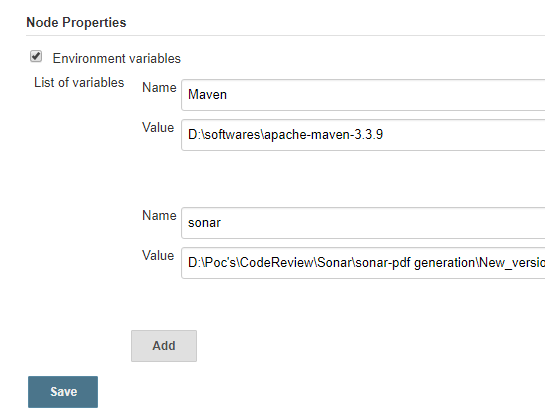 Node Properties
Environment variables
List of variables
Name
Maven
Value
D:\softwares\apache-maven-3.3.9
Name
sonar
Value
D:\Poc's\CodeReview\Sonar\sonar-pdf generation\New_versio
Add
Save